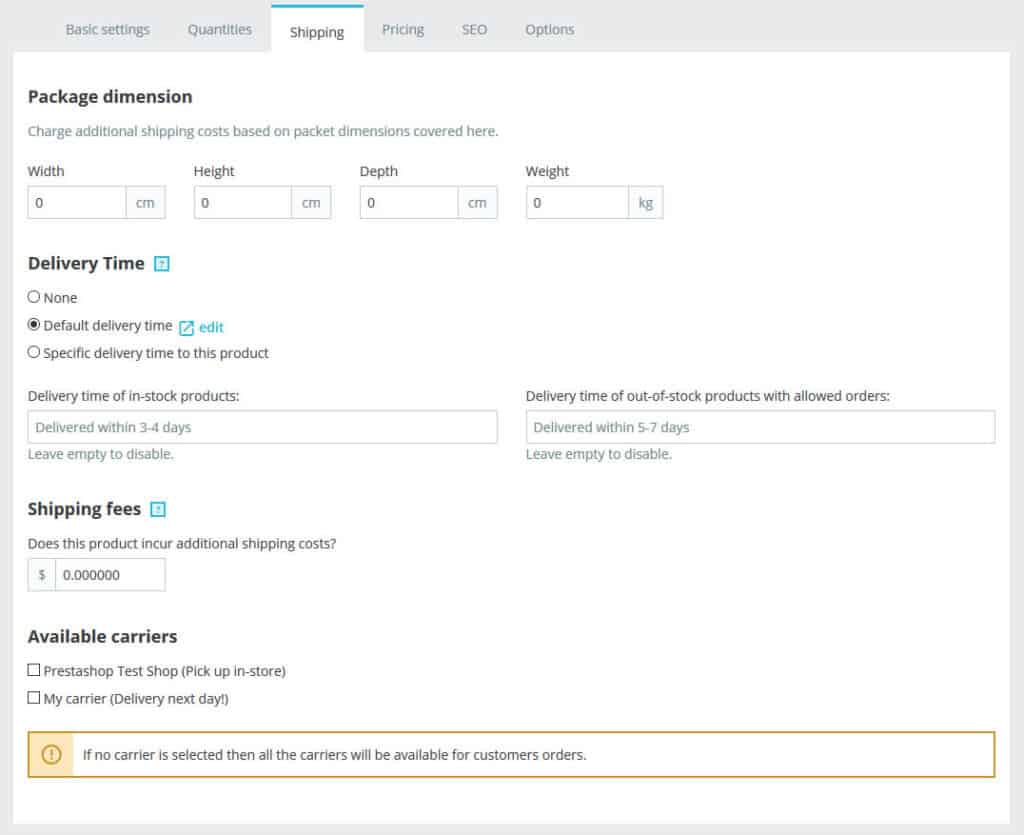 Basic settings Quantities Shipping Pricing SEO Options
Package dimension
Charge additional shipping costs based on packet dimensions covered here.
Width Height Depth Weight
0 cm 0 cm 0 cm 0 kg
Delivery Time ?
None
Default delivery time edit
Specific delivery time to this product
Delivery time of in-stock products: Delivery time of out-of-stock products with allowed orders:
Delivered within 3-4 days Delivered within 5-7 days
Leave empty to disable. Leave empty to disable.
Shipping fees ?
Does this product incur additional shipping costs?
$ 0.000000
Available carriers
Prestashop Test Shop (Pick up in-store)
My carrier (Delivery next day!)
If no carrier is selected then all the carriers will be available for customers orders.